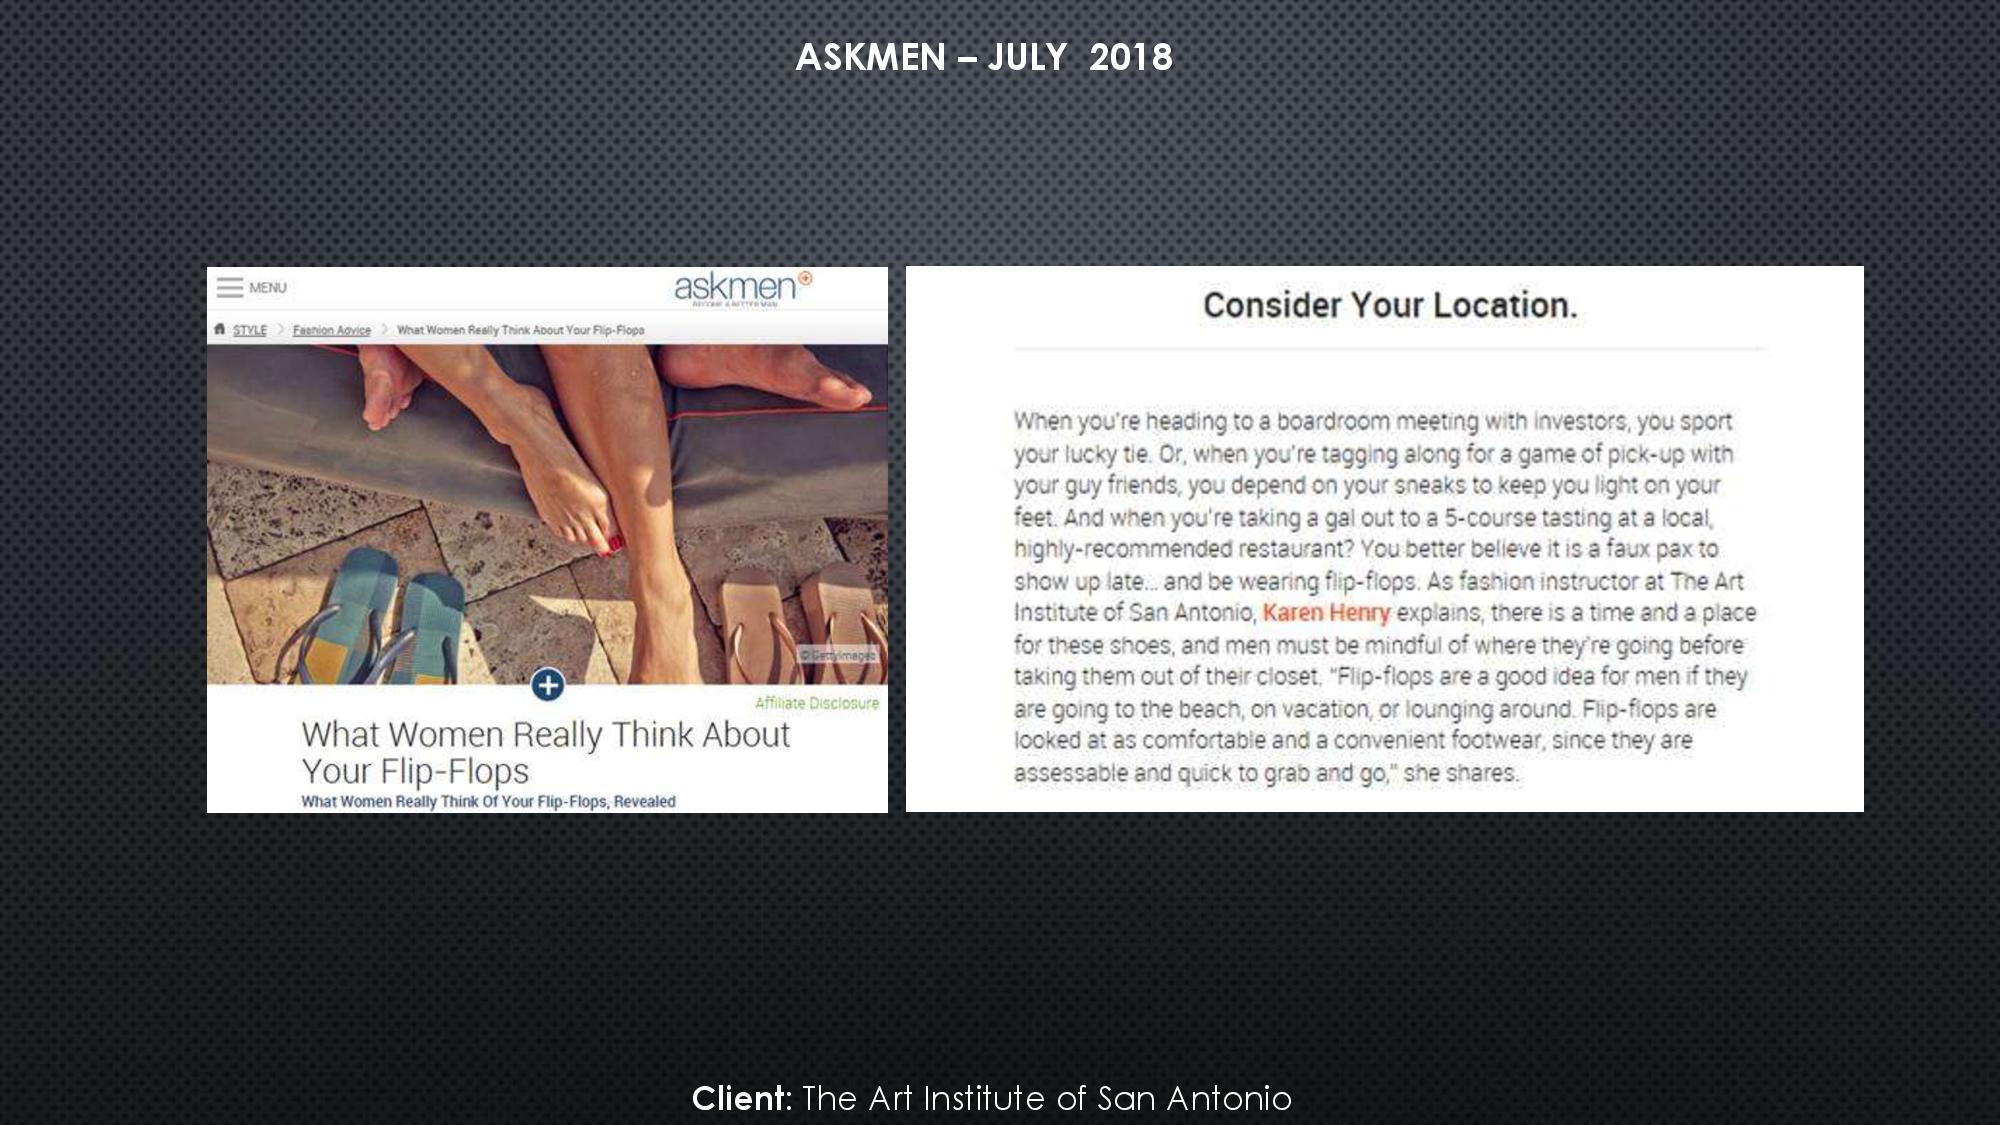 ASKMEN – JULY 2018
MENU
askmen
BECOME A BETTER MAN
STYLE > Fashion Advice > What Women Really Think About Your Flip-Flops
© GettyImages
Affiliate Disclosure
What Women Really Think About
Your Flip-Flops
What Women Really Think Of Your Flip-Flops, Revealed
Consider Your Location.
When you're heading to a boardroom meeting with investors, you sport
your lucky tie. Or, when you're tagging along for a game of pick-up with
your guy friends, you depend on your sneaks to keep you light on your
feet. And when you're taking a gal out to a 5-course tasting at a local,
highly-recommended restaurant? You better believe it is a faux pax to
show up late... and be wearing flip-flops. As fashion instructor at The Art
Institute of San Antonio, Karen Henry explains, there is a time and a place
for these shoes, and men must be mindful of where they're going before
taking them out of their closet. "Flip-flops are a good idea for men if they
are going to the beach, on vacation, or lounging around. Flip-flops are
looked at as comfortable and a convenient footwear, since they are
assessable and quick to grab and go," she shares.
Client: The Art Institute of San Antonio